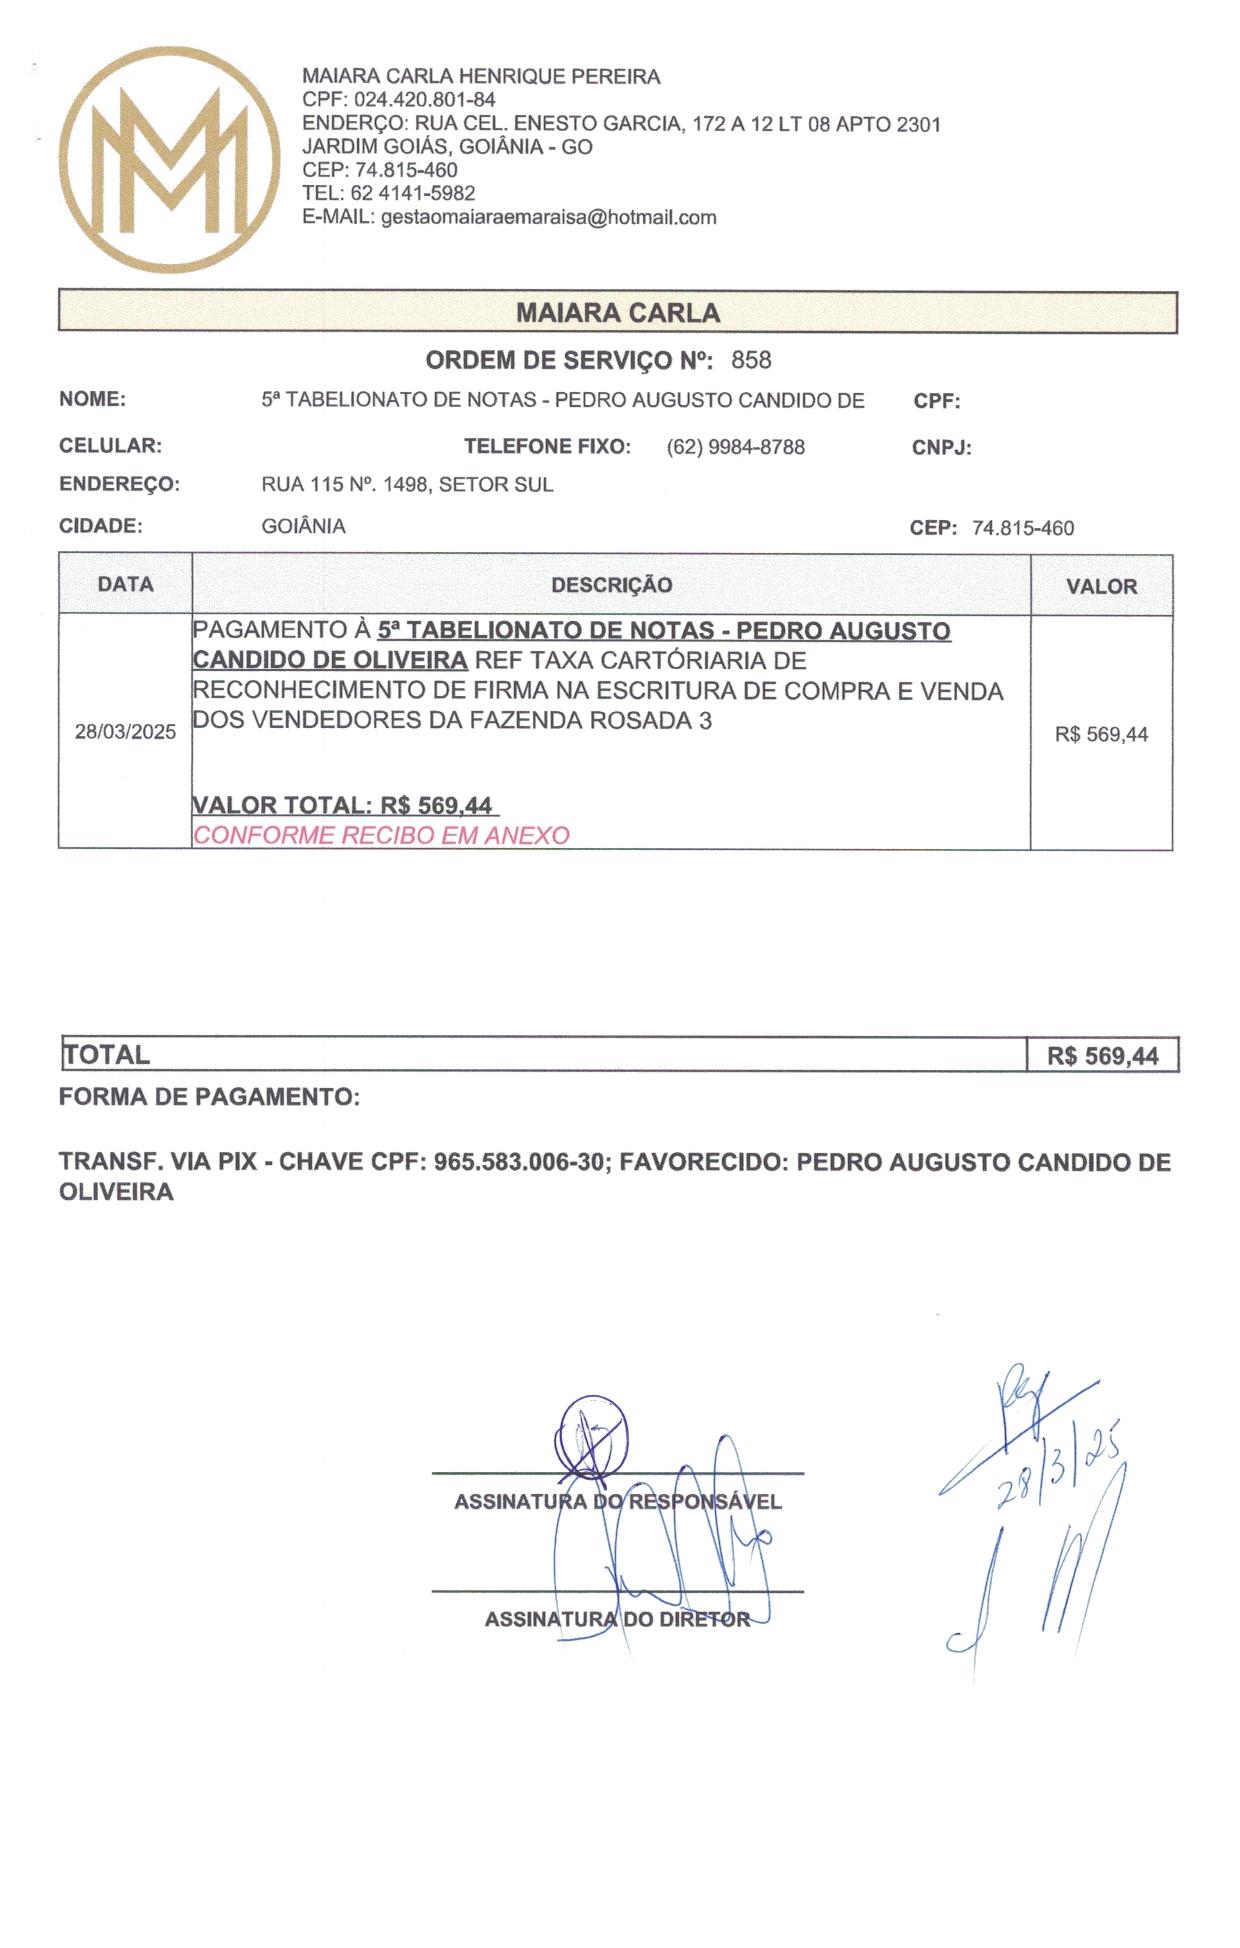 MAIARA CARLA HENRIQUE PEREIRA
CPF: 024.420.801-84
ENDERÇO: RUA CEL. ENESTO GARCIA, 172 A 12 LT 08 APTO 2301
JARDIM GOIÁS, GOIÂNIA - GO
CEP: 74.815-460
TEL: 62 4141-5982
E-MAIL: gestaomaiaraemaraisa@hotmail.com
MAIARA CARLA
ORDEM DE SERVIÇO Nº: 858
NOME: 5ª TABELIONATO DE NOTAS - PEDRO AUGUSTO CANDIDO DE CPF:
CELULAR: TELEFONE FIXO: (62) 9984-8788 CNPJ:
ENDEREÇO: RUA 115 Nº. 1498, SETOR SUL
CIDADE: GOIÂNIA CEP: 74.815-460
DATA DESCRIÇÃO VALOR
PAGAMENTO À 5ª TABELIONATO DE NOTAS - PEDRO AUGUSTO
CANDIDO DE OLIVEIRA REF TAXA CARTÓRIARIA DE
RECONHECIMENTO DE FIRMA NA ESCRITURA DE COMPRA E VENDA
DOS VENDEDORES DA FAZENDA ROSADA 3
28/03/2025 R$ 569,44
VALOR TOTAL: R$ 569,44
CONFORME RECIBO EM ANEXO
TOTAL R$ 569,44
FORMA DE PAGAMENTO:
TRANSF. VIA PIX - CHAVE CPF: 965.583.006-30; FAVORECIDO: PEDRO AUGUSTO CANDIDO DE
OLIVEIRA
28/3/25
ASSINATURA DO RESPONSÁVEL
ASSINATURA DO DIRETOR